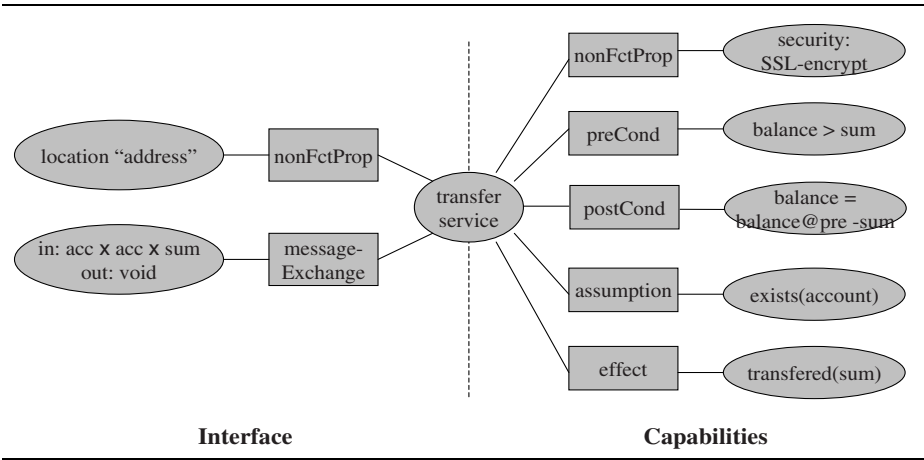 location “address”
nonFctProp
in: acc x acc x sum
out: void
message-
Exchange
transfer
service
nonFctProp
security:
SSL-encrypt
preCond
balance > sum
postCond
balance =
balance@pre -sum
assumption
exists(account)
effect
transfered(sum)
Interface
Capabilities